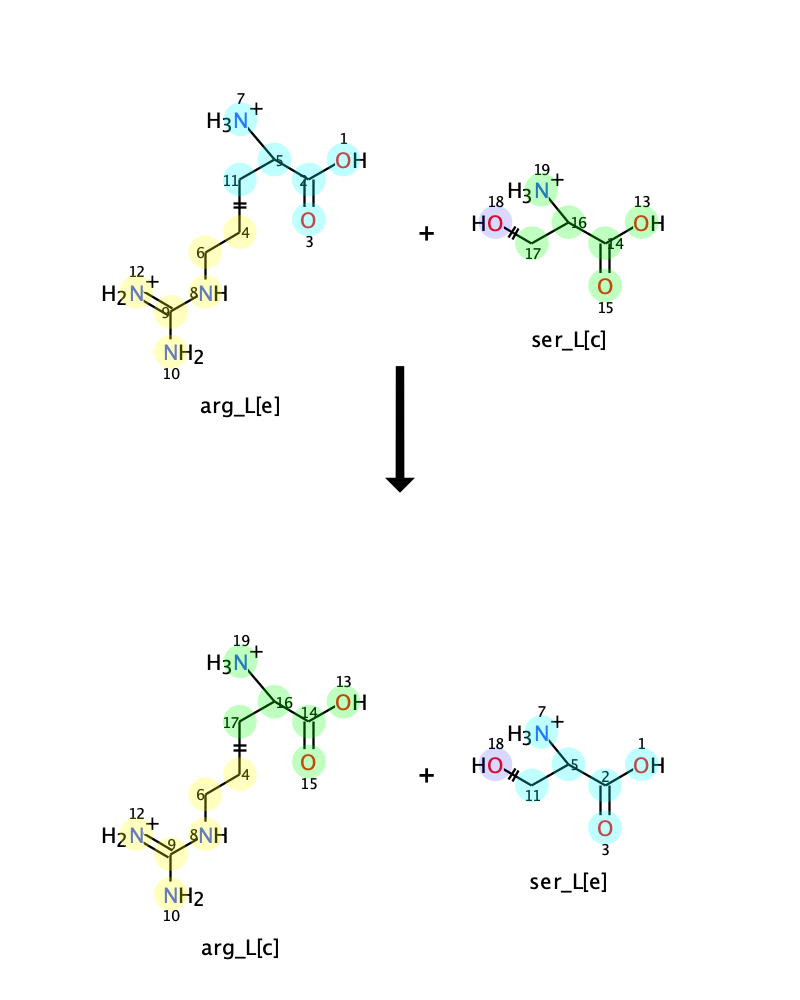 7
H₃N⁺
1
5
OH
11
2
O
3
4
6
12
H₂N⁺
8
NH
9
NH₂
10
arg_L[e]
+
19
H₃N⁺
18
HO
13
16
OH
17
14
O
15
ser_L[c]
19
H₃N⁺
13
16
OH
17
14
O
15
4
6
12
H₂N⁺
8
NH
9
NH₂
10
arg_L[c]
+
7
H₃N⁺
18
HO
1
5
OH
11
2
O
3
ser_L[e]